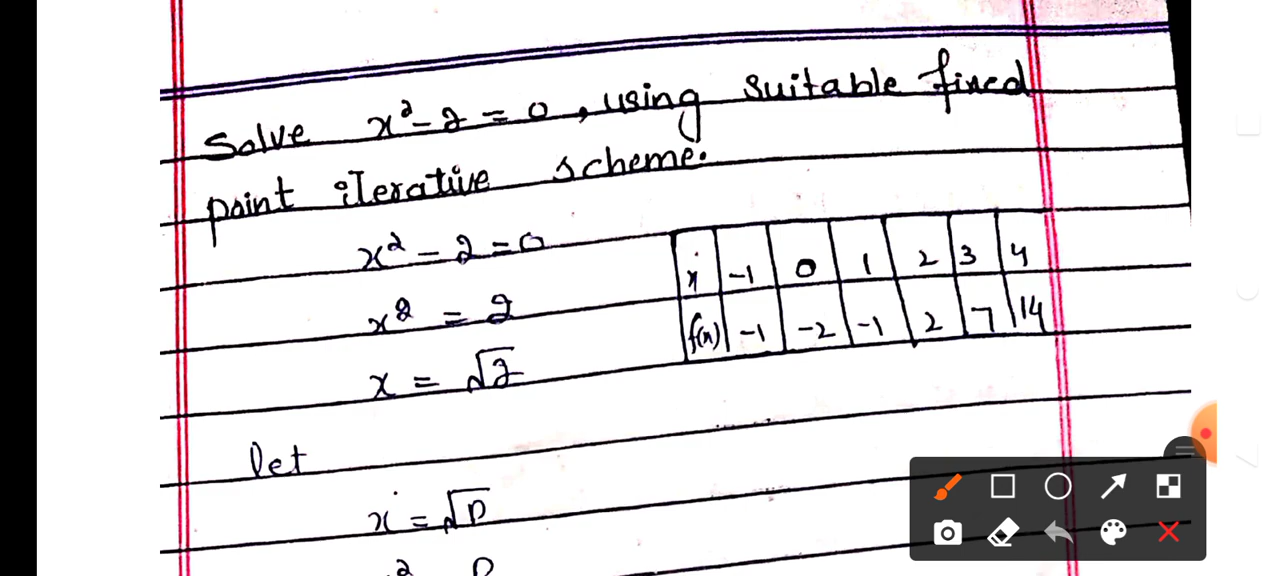 Solve x² - 2 = 0, using suitable fixed
point iterative scheme.
x² - 2 = 0
x² = 2
x = √2
x -1 0 1 2 3 4
f(x) -1 -2 -1 2 7 14
let
x = √p
² p